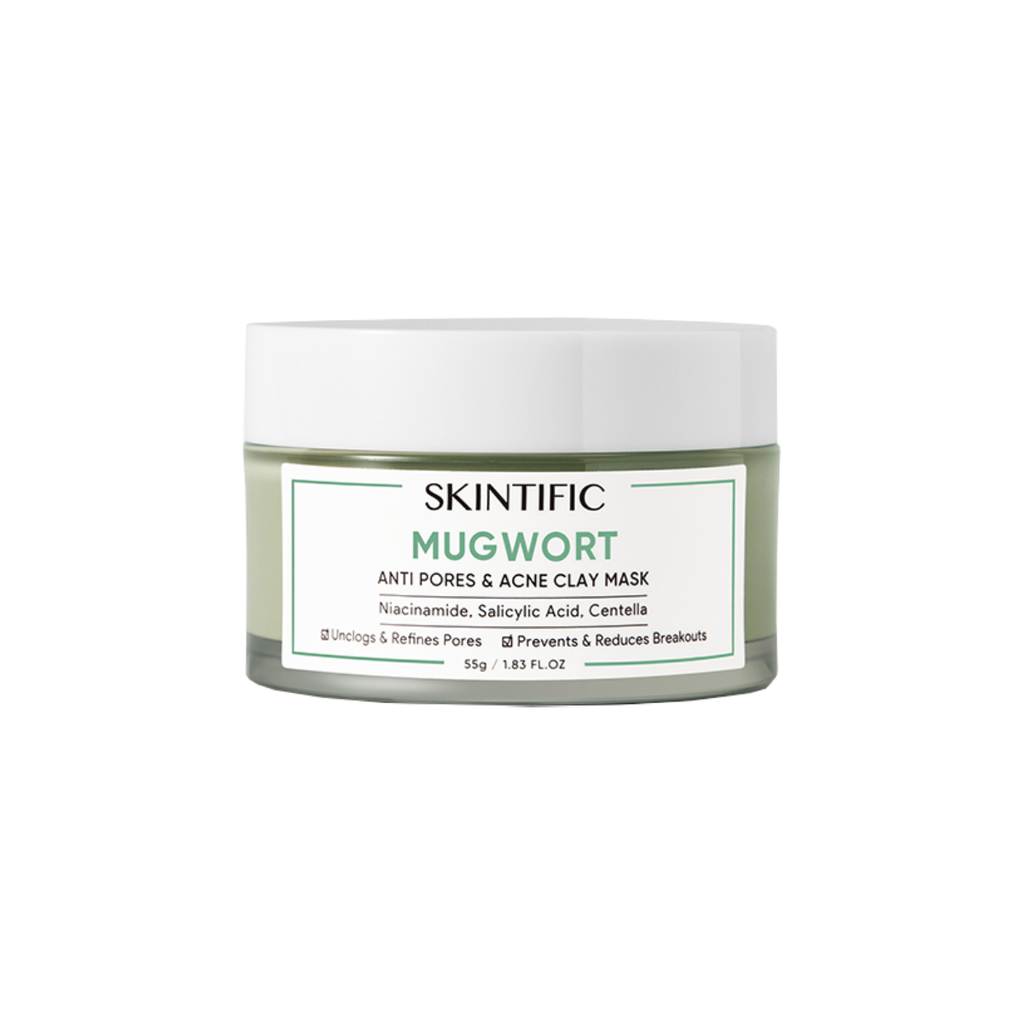 SKINTIFIC
MUGWORT
ANTI PORES & ACNE CLAY MASK
Niacinamide, Salicylic Acid, Centella
☑ Unclogs & Refines Pores ☑ Prevents & Reduces Breakouts
55g / 1.83 FL.OZ